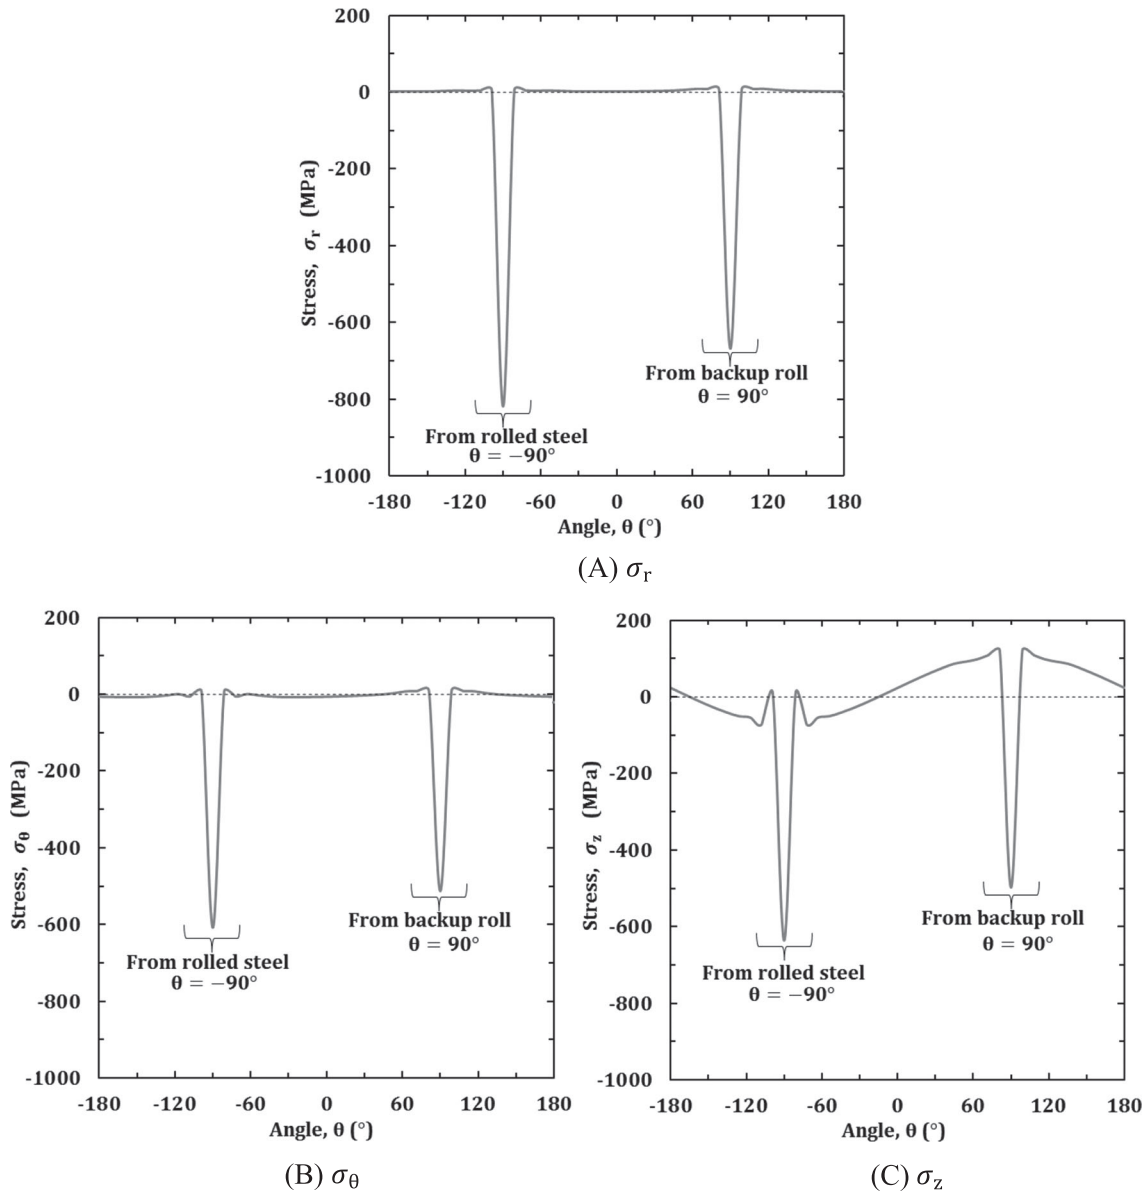 200
0
-200
-400
-600
-800
-1000
Stress, σr (MPa)
From backup roll
θ = 90°
From rolled steel
θ = −90°
-180 -120 -60 0 60 120 180
Angle, θ (°)
(A) σr
200
0
-200
-400
-600
-800
-1000
Stress, σθ (MPa)
From backup roll
θ = 90°
From rolled steel
θ = −90°
-180 -120 -60 0 60 120 180
Angle, θ (°)
(B) σθ
200
0
-200
-400
-600
-800
-1000
Stress, σz (MPa)
From backup roll
θ = 90°
From rolled steel
θ = −90°
-180 -120 -60 0 60 120 180
Angle, θ (°)
(C) σz